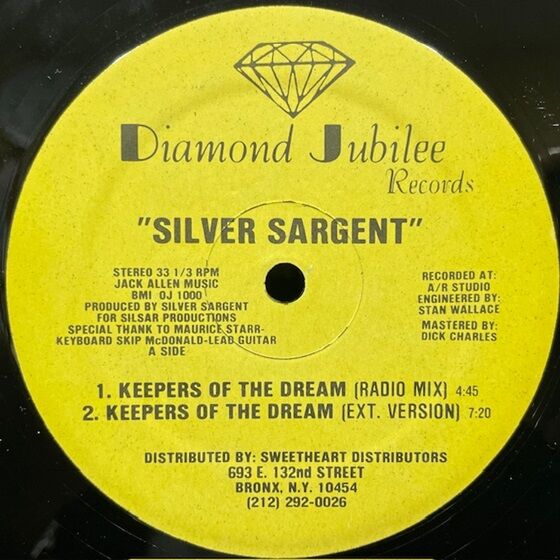 Diamond Jubilee
Records
"SILVER SARGENT"
STEREO 33 1/3 RPM
JACK ALLEN MUSIC
BMI OJ 1000
PRODUCED BY SILVER SARGENT
FOR SILSAR PRODUCTIONS
SPECIAL THANK TO MAURICE STARR-
KEYBOARD SKIP McDONALD-LEAD GUITAR
A SIDE
RECORDED AT:
A/R STUDIO
ENGINEERED BY:
STAN WALLACE
MASTERED BY:
DICK CHARLES
1. KEEPERS OF THE DREAM (RADIO MIX) 4:45
2. KEEPERS OF THE DREAM (EXT. VERSION) 7:20
DISTRIBUTED BY: SWEETHEART DISTRIBUTORS
693 E. 132nd STREET
BRONX, N.Y. 10454
(212) 292-0026